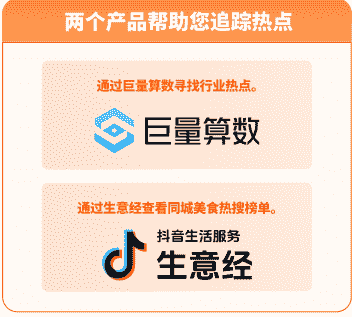 两个产品帮助您追踪热点
通过巨量算数寻找行业热点。
巨量算数
通过生意经查看同城美食热搜榜单。
抖音生活服务
生意经